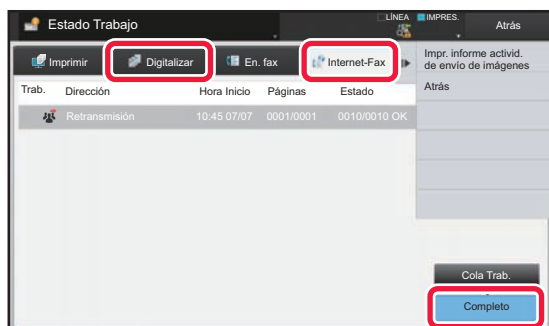 Estado Trabajo
LÍNEA
IMPRES.
Atrás
Imprimir
Digitalizar
En. fax
Internet-Fax
Impr. informe activid.
de envío de imágenes
Atrás
Trab. Dirección Hora Inicio Páginas Estado
Retransmisión 10:45 07/07 0001/0001 0010/0010 OK
Cola Trab.
Completo